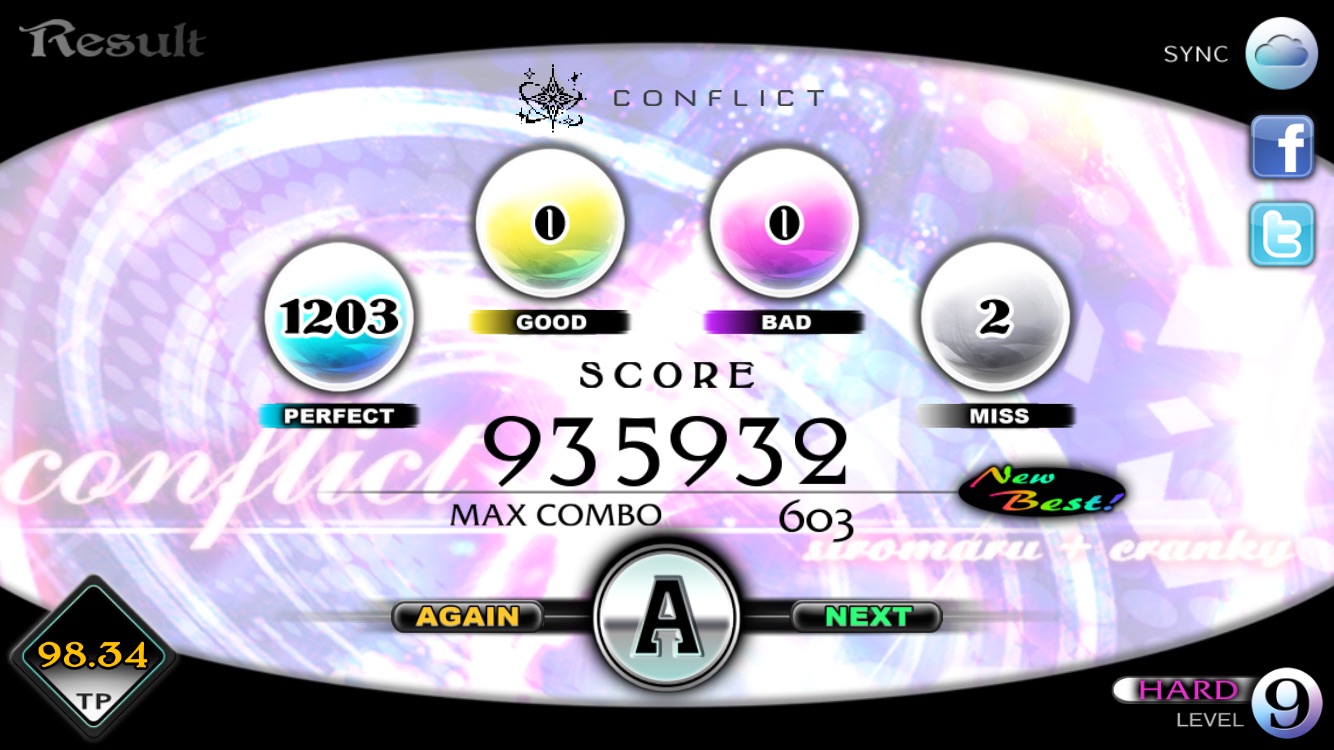 Result
SYNC
CONFLICT
f
t
0
GOOD
0
BAD
1203
PERFECT
2
MISS
SCORE
935932
New Best!
MAX COMBO 603
conflict
siromaru + cranky
AGAIN
A
NEXT
98.34
TP
HARD
LEVEL 9